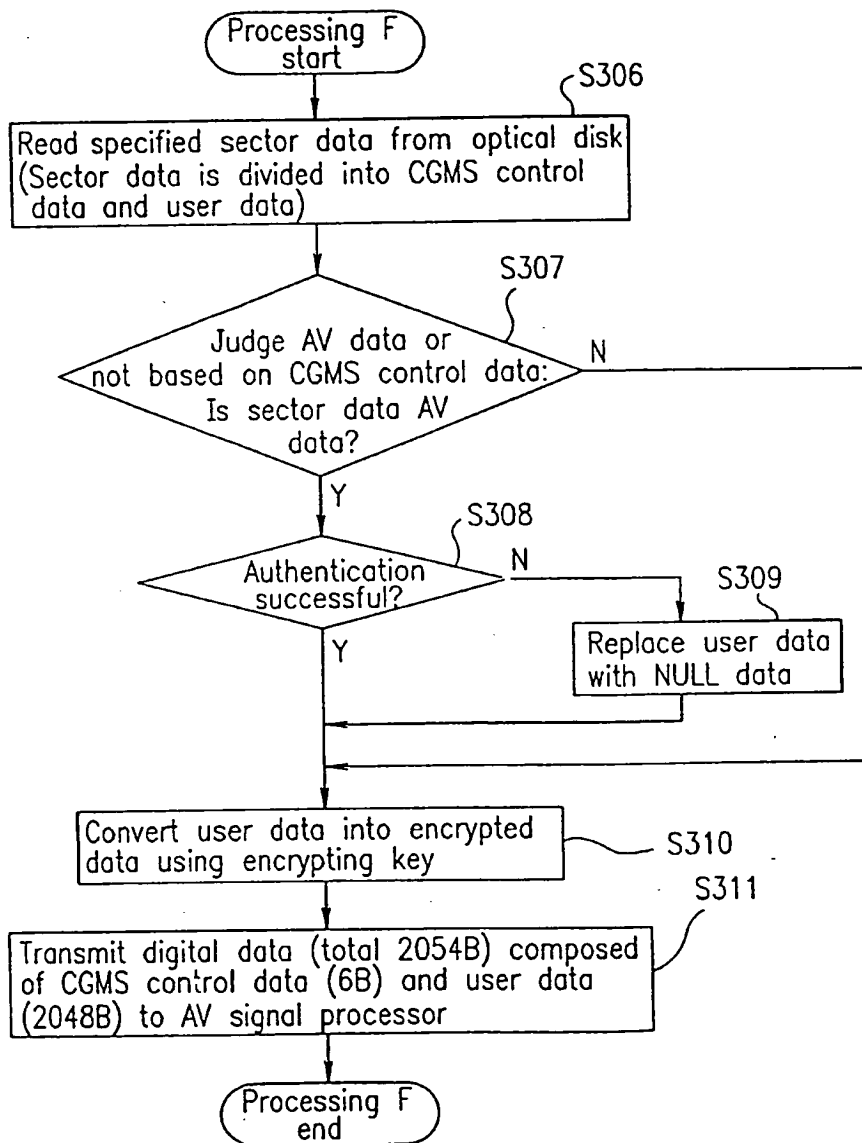 Processing F
start
S306
Read specified sector data from optical disk
(Sector data is divided into CGMS control
data and user data)
S307
Judge AV data or
not based on CGMS control data:
Is sector data AV
data?
N
Y
S308
Authentication
successful?
N
Y
S309
Replace user data
with NULL data
Convert user data into encrypted
data using encrypting key
S310
S311
Transmit digital data (total 2054B) composed
of CGMS control data (6B) and user data
(2048B) to AV signal processor
Processing F
end